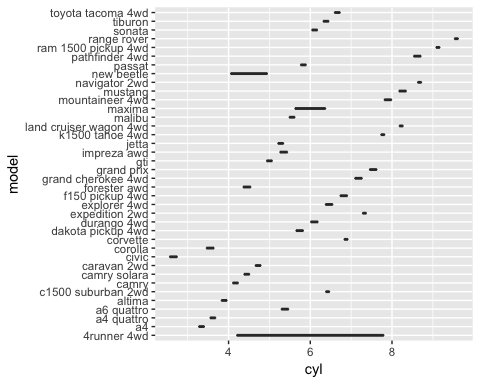 toyota tacoma 4wd
tiburon
sonata
range rover
ram 1500 pickup 4wd
pathfinder 4wd
passat
new beetle
navigator 2wd
mustang
mountaineer 4wd
maxima
malibu
land cruiser wagon 4wd
k1500 tahoe 4wd
jetta
impreza awd
gti
grand prix
grand cherokee 4wd
forester awd
f150 pickup 4wd
explorer 4wd
expedition 2wd
durango 4wd
dakota pickup 4wd
corvette
corolla
civic
caravan 2wd
camry solara
camry
c1500 suburban 2wd
altima
a6 quattro
a4 quattro
a4
4runner 4wd
model
4 6 8
cyl